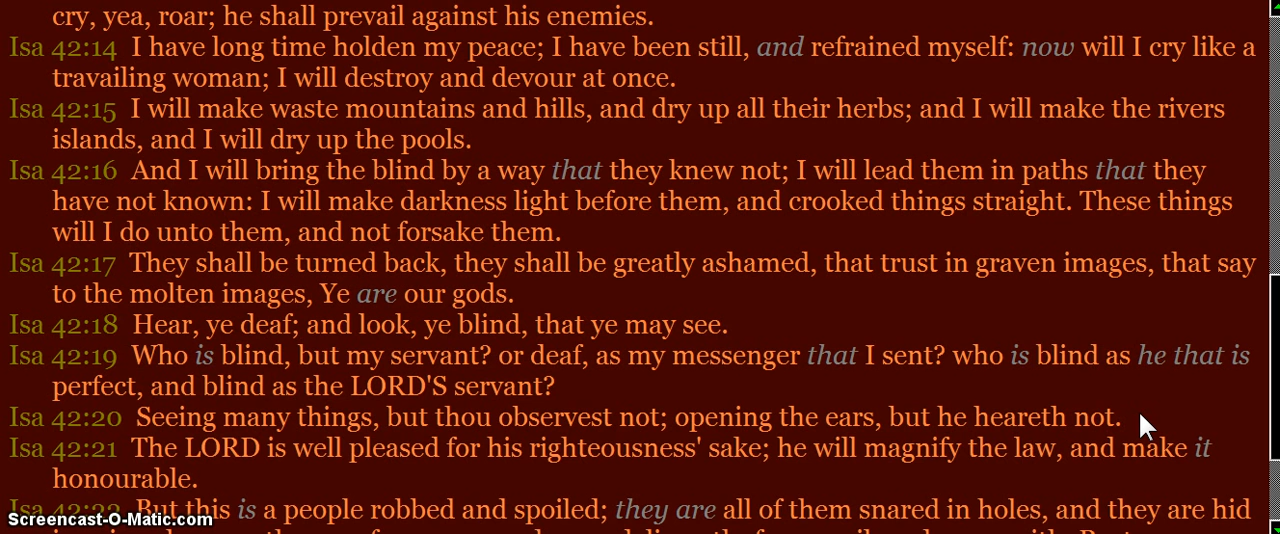 cry, yea, roar; he shall prevail against his enemies.
Isa 42:14 I have long time holden my peace; I have been still, and refrained myself: now will I cry like a
travailing woman; I will destroy and devour at once.
Isa 42:15 I will make waste mountains and hills, and dry up all their herbs; and I will make the rivers
islands, and I will dry up the pools.
Isa 42:16 And I will bring the blind by a way that they knew not; I will lead them in paths that they
have not known: I will make darkness light before them, and crooked things straight. These things
will I do unto them, and not forsake them.
Isa 42:17 They shall be turned back, they shall be greatly ashamed, that trust in graven images, that say
to the molten images, Ye are our gods.
Isa 42:18 Hear, ye deaf; and look, ye blind, that ye may see.
Isa 42:19 Who is blind, but my servant? or deaf, as my messenger that I sent? who is blind as he that is
perfect, and blind as the LORD'S servant?
Isa 42:20 Seeing many things, but thou observest not; opening the ears, but he heareth not.
Isa 42:21 The LORD is well pleased for his righteousness' sake; he will magnify the law, and make it
honourable.
Isa 42:22 But this is a people robbed and spoiled; they are all of them snared in holes, and they are hid
Screencast-O-Matic.com